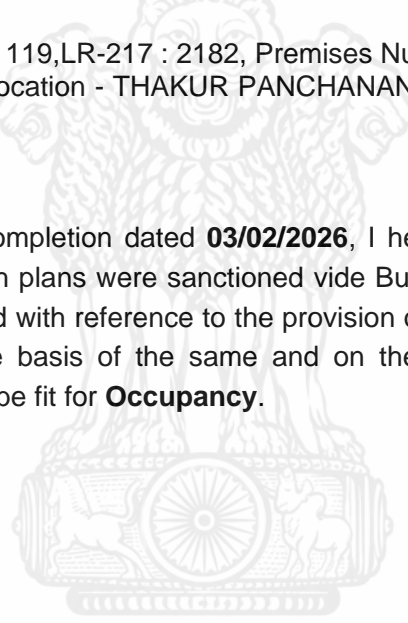 119,LR-217 : 2182, Premises Nu
ocation - THAKUR PANCHANAN
ompletion dated 03/02/2026, I he
n plans were sanctioned vide Bu
d with reference to the provision o
e basis of the same and on the
be fit for Occupancy.